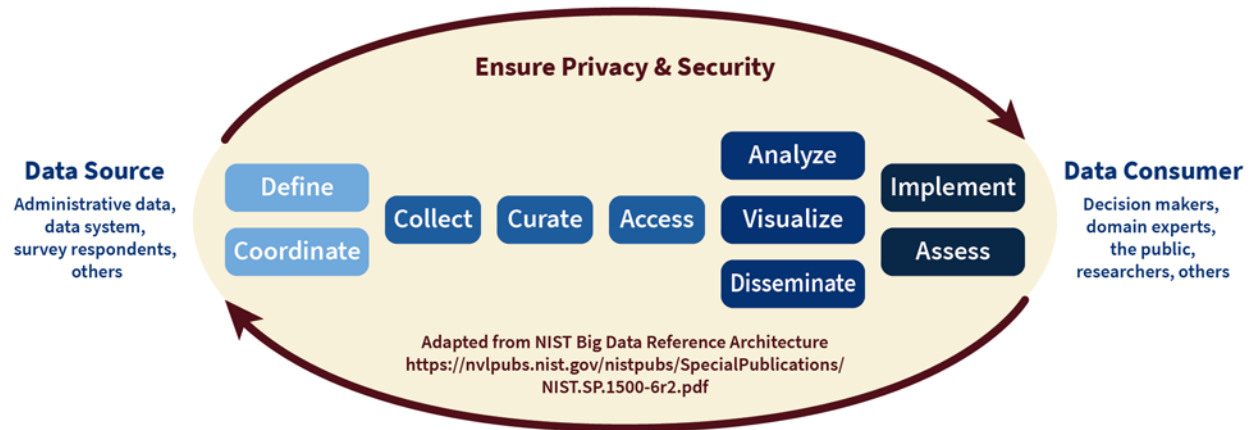 Ensure Privacy & Security
Data Source
Administrative data,
data system,
survey respondents,
others
Define
Coordinate
Collect
Curate
Access
Analyze
Visualize
Disseminate
Implement
Assess
Data Consumer
Decision makers,
domain experts,
the public,
researchers, others
Adapted from NIST Big Data Reference Architecture
https://nvlpubs.nist.gov/nistpubs/SpecialPublications/
NIST.SP.1500-6r2.pdf